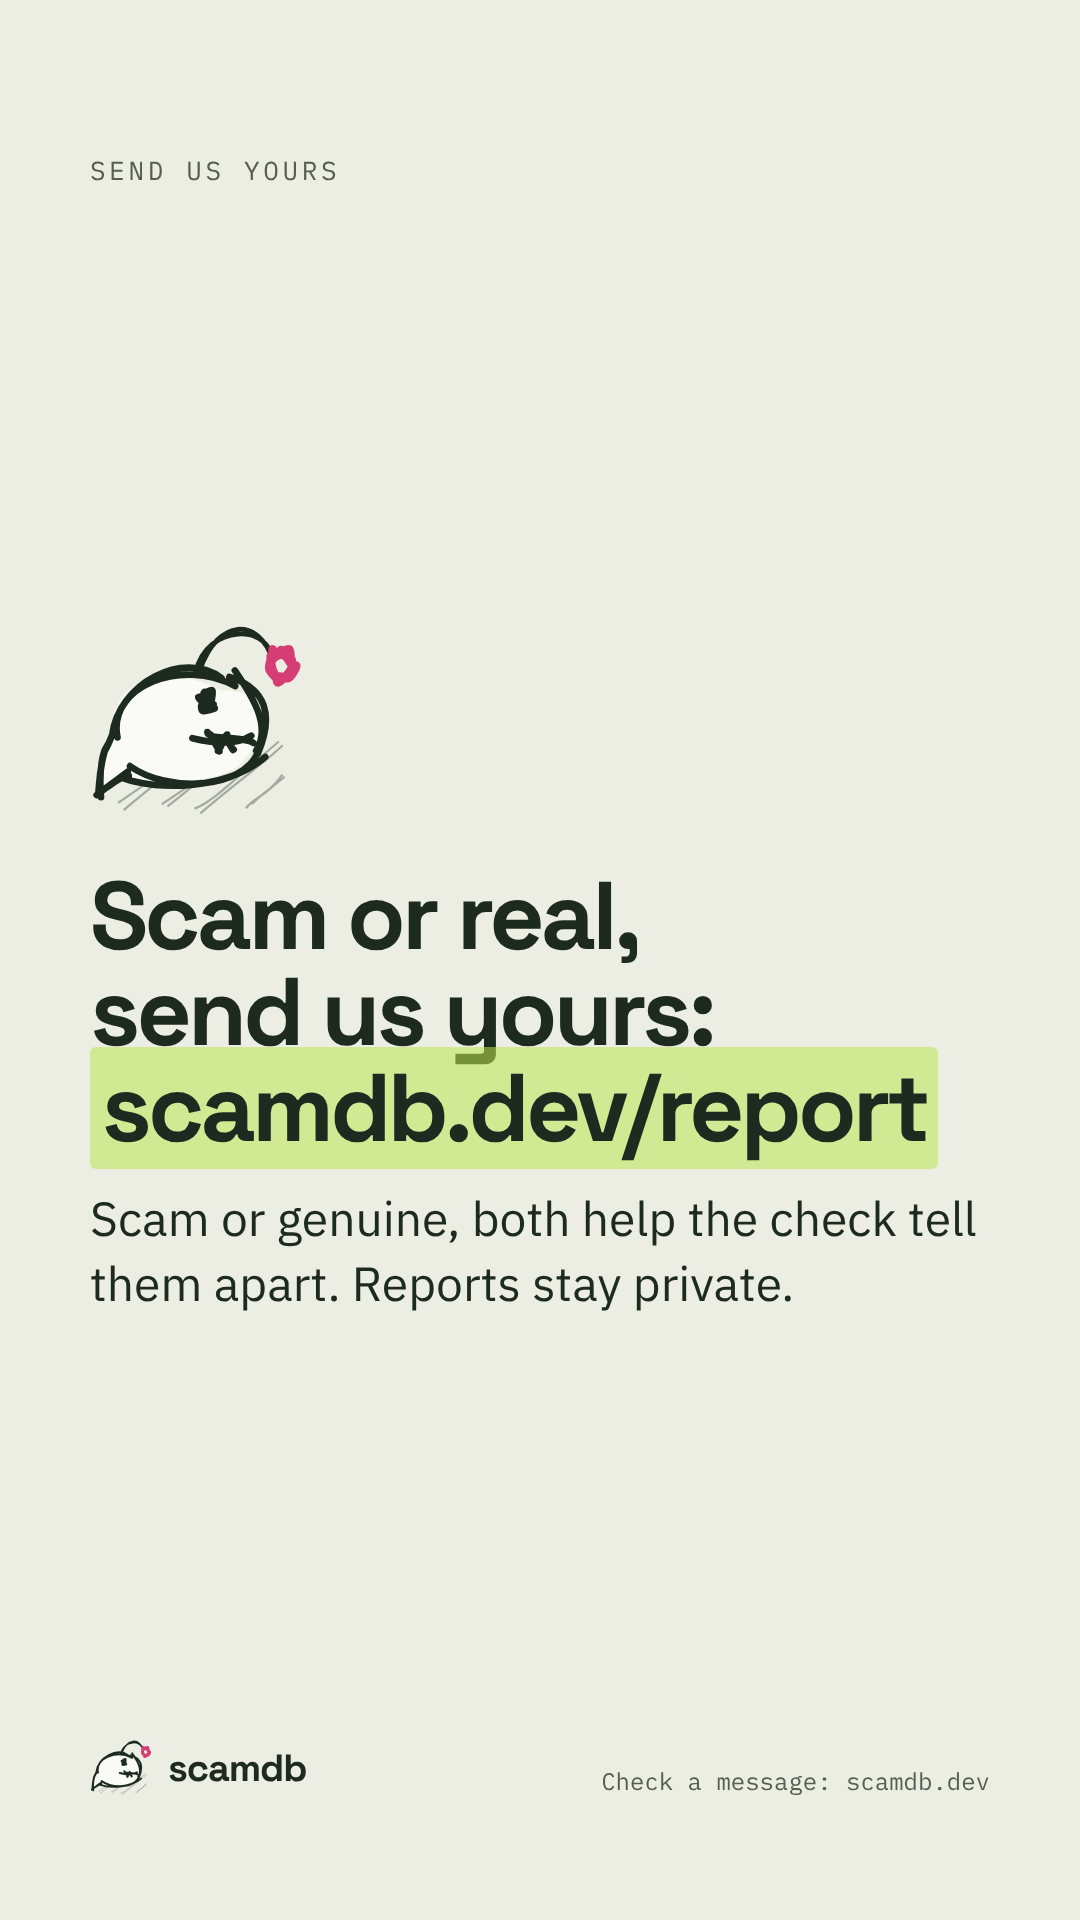 SEND US YOURS
Scam or real,
send us yours:
scamdb.dev/report
Scam or genuine, both help the check tell
them apart. Reports stay private.
scamdb
Check a message: scamdb.dev